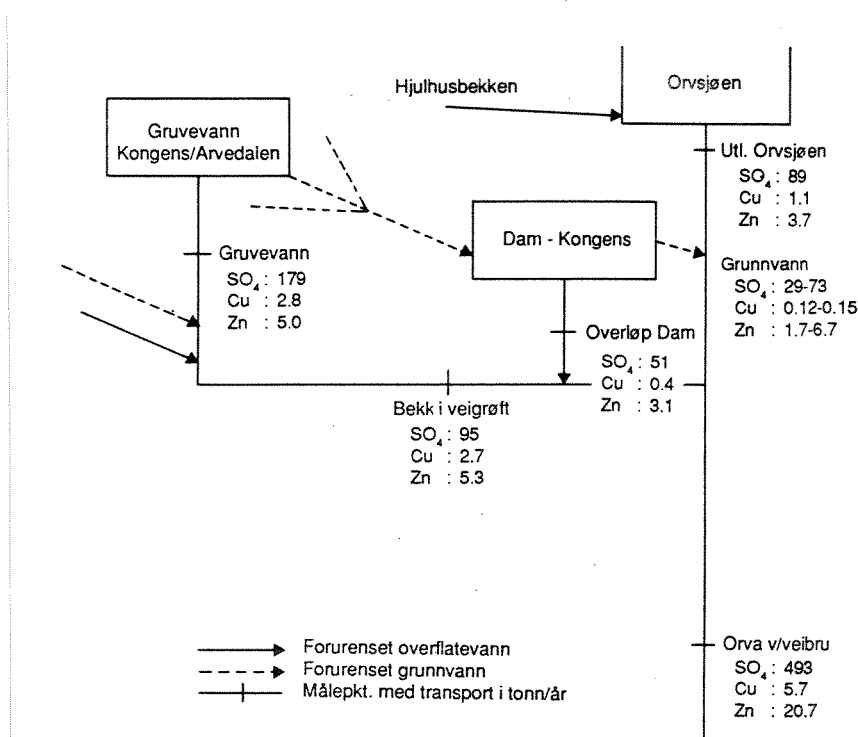 Hjulhusbekken
Orvsjøen
Gruvevann
Kongens/Arvedalen
Utl. Orvsjøen
SO₄ : 89
Cu : 1.1
Zn : 3.7
Dam - Kongens
Gruvevann
SO₄ : 179
Cu : 2.8
Zn : 5.0
Grunnvann
SO₄ : 29-73
Cu : 0.12-0.15
Zn : 1.7-6.7
Overløp Dam
SO₄ : 51
Cu : 0.4
Zn : 3.1
Bekk i veigrøft
SO₄ : 95
Cu : 2.7
Zn : 5.3
Forurenset overflatevann
Forurenset grunnvann
Målepkt. med transport i tonn/år
Orva v/veibru
SO₄ : 493
Cu : 5.7
Zn : 20.7